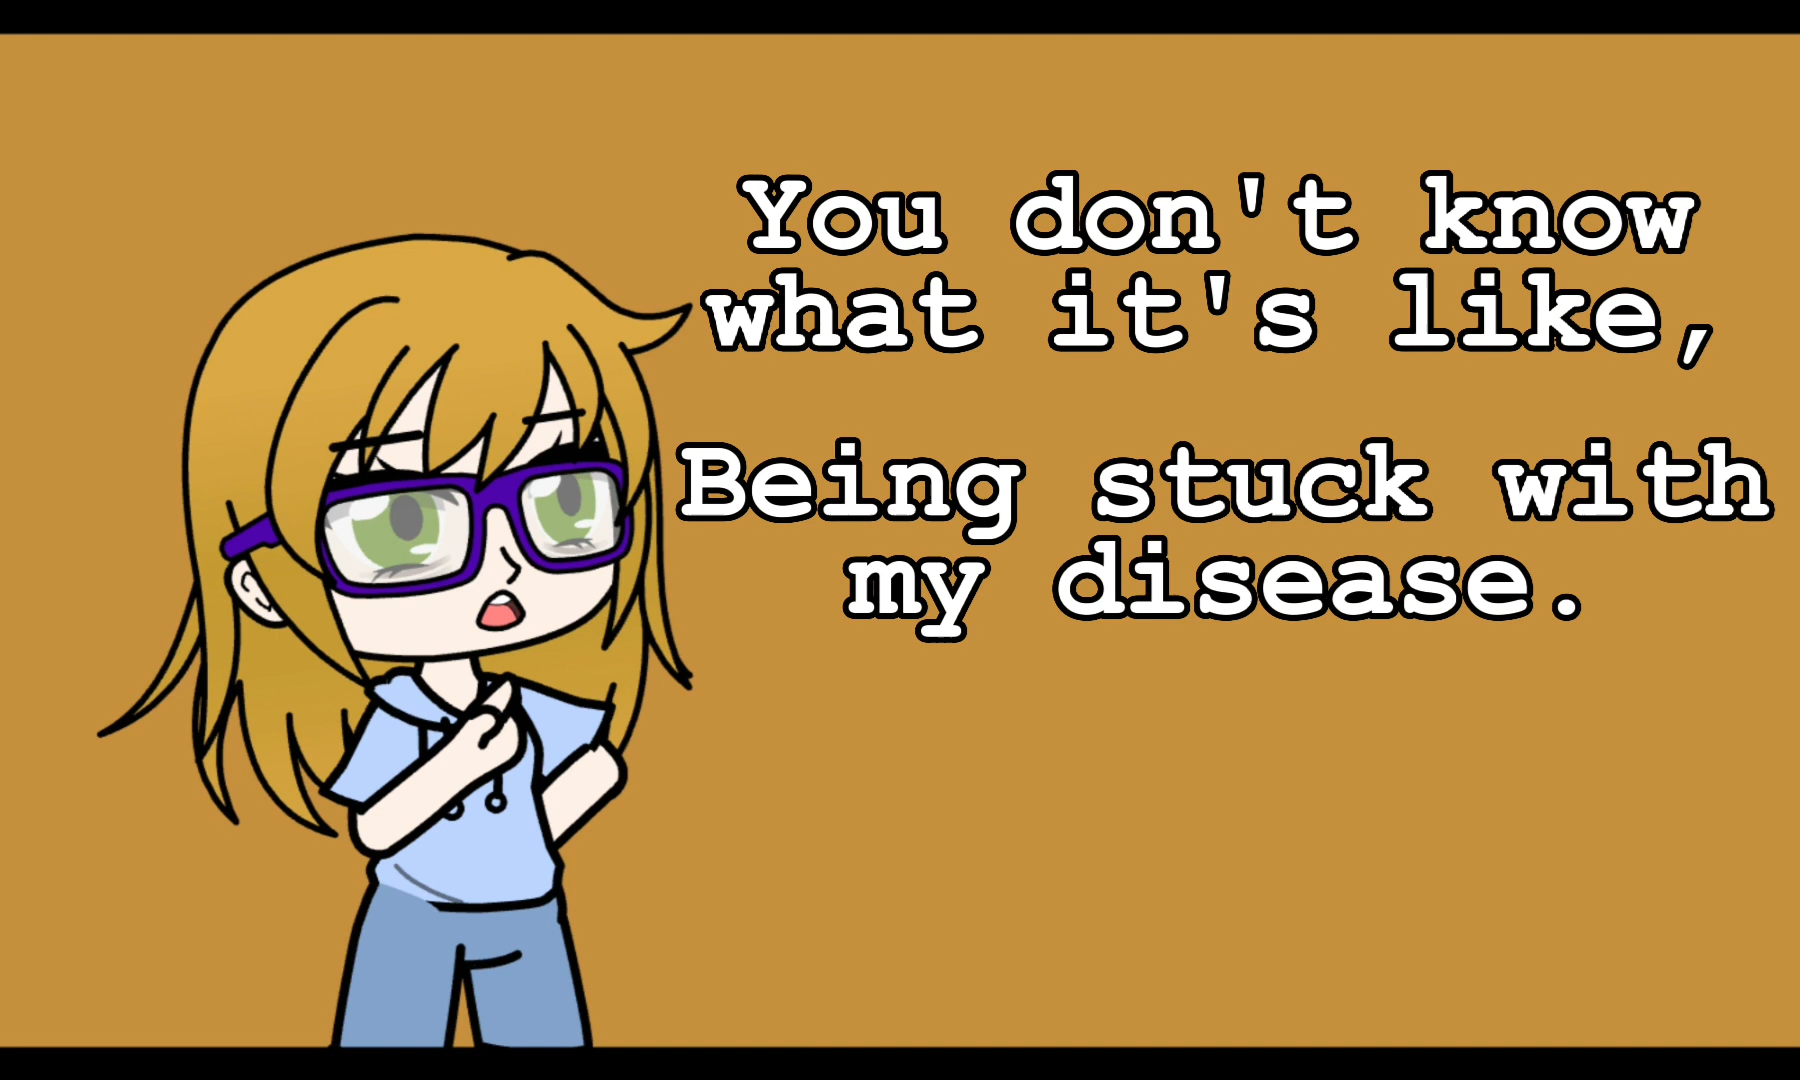 You don't know
what it's like,
Being stuck with
my disease.